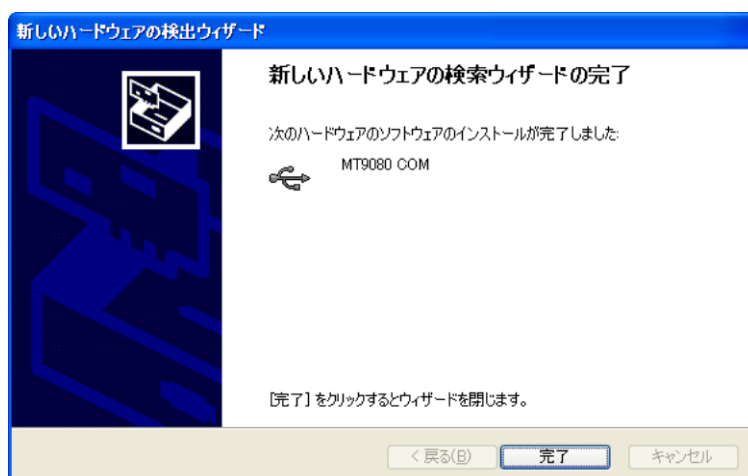 新しいハードウェアの検出ウィザード
新しいハードウェアの検索ウィザードの完了
次のハードウェアのソフトウェアのインストールが完了しました:
MT9080 COM
[完了] をクリックするとウィザードを閉じます。
< 戻る(B)
完了
キャンセル